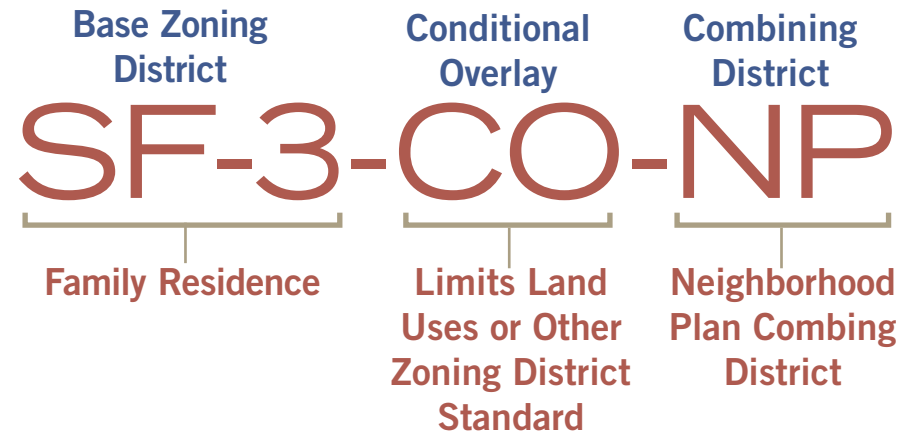 Base Zoning
District
Conditional
Overlay
Combining
District
SF-3-CO-NP
Family Residence
Limits Land
Uses or Other
Zoning District
Standard
Neighborhood
Plan Combing
District